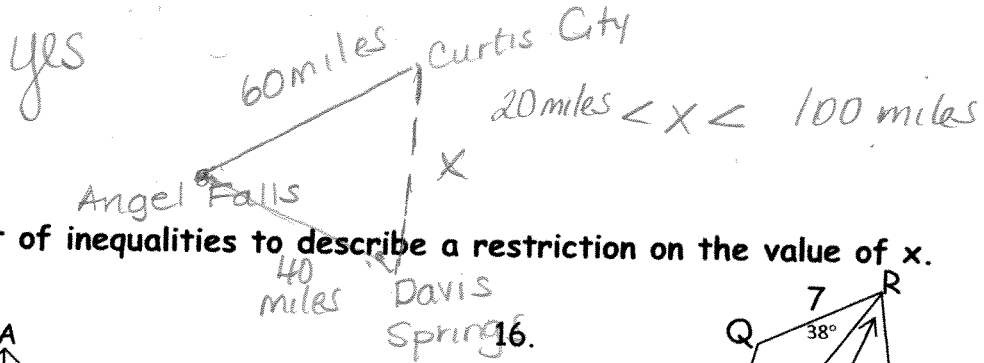 yes
60 miles
Curtis City
20 miles < x < 100 miles
x
Angel Falls
of inequalities to describe a restriction on the value of x.
40
miles
Davis
Springs
16.
A
Q
7
R
38°